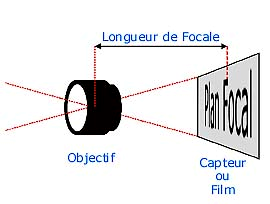 Longueur de Focale
Plan Focal
Objectif
Capteur
ou
Film